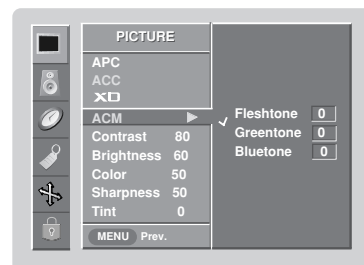 PICTURE
APC
ACC
XD
ACM
Contrast 80
Brightness 60
Color 50
Sharpness 50
Tint 0
MENU Prev.
Fleshtone 0
Greentone 0
Bluetone 0